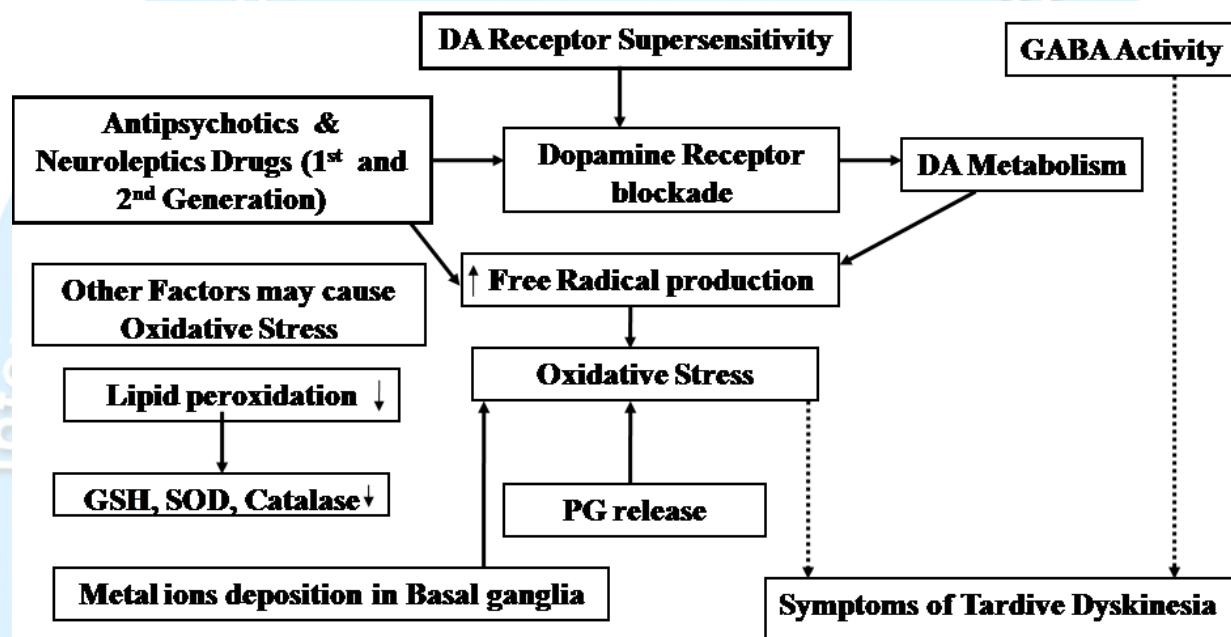 DA Receptor Supersensitivity
GABA Activity
Antipsychotics &
Neuroleptics Drugs (1st and
2nd Generation)
Dopamine Receptor
blockade
DA Metabolism
↑ Free Radical production
Other Factors may cause
Oxidative Stress
Oxidative Stress
Lipid peroxidation ↓
GSH, SOD, Catalase↓
PG release
Metal ions deposition in Basal ganglia
Symptoms of Tardive Dyskinesia